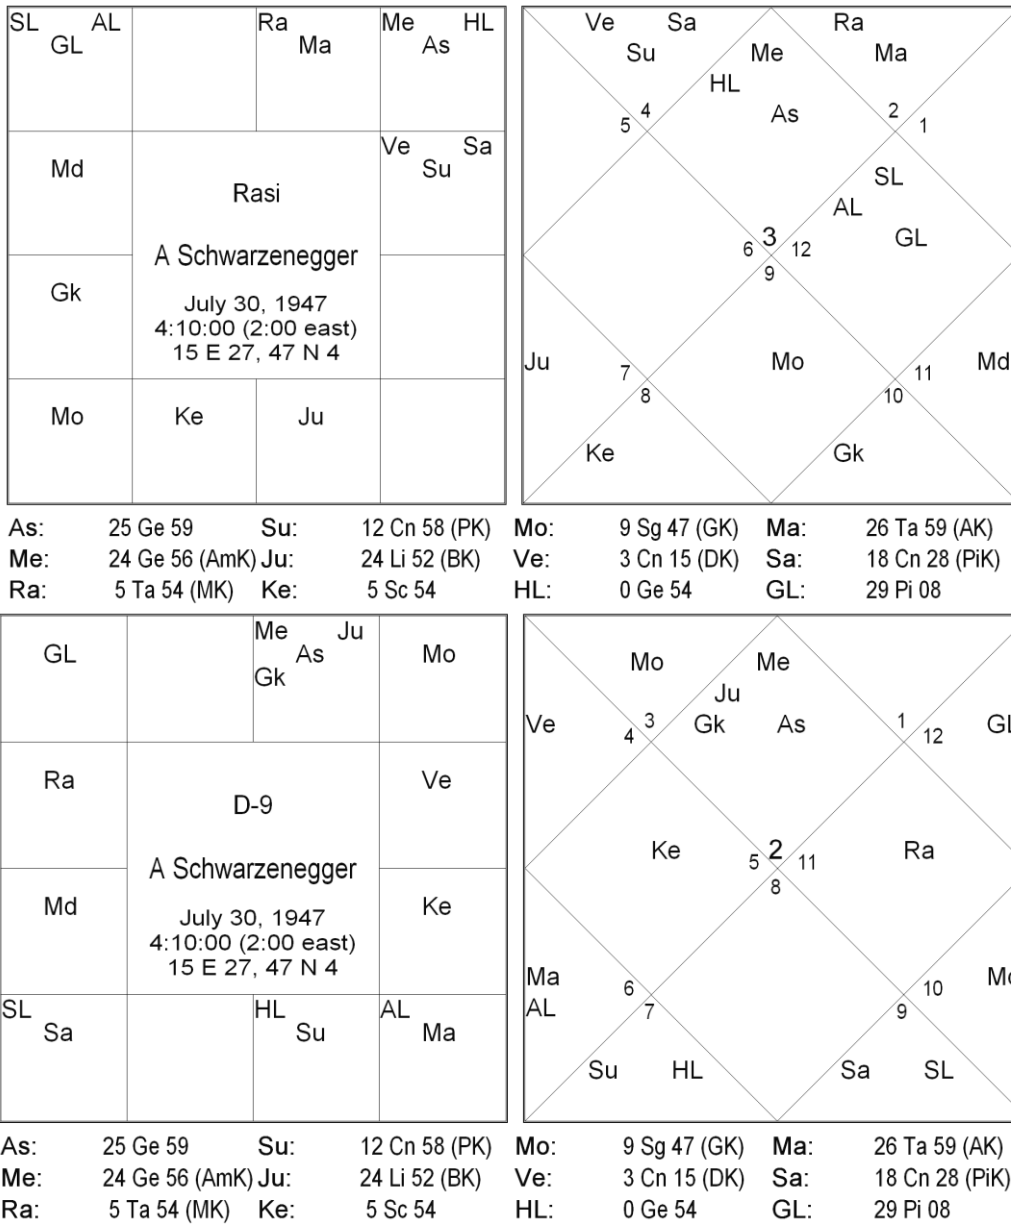 SL AL Ra Me HL Ve Sa Ra
GL Ma As Su Me Ma
HL
As
4 2
5 1
Md Ve Sa SL
Su
Rasi AL
A Schwarzenegger 3 GL
6 12
9
Gk
July 30, 1947
4:10:00 (2:00 east)
15 E 27, 47 N 4
Ju 7 Mo 11 Md
8 10
Mo Ke Ju
Ke Gk
As: 25 Ge 59 Su: 12 Cn 58 (PK) Mo: 9 Sg 47 (GK) Ma: 26 Ta 59 (AK)
Me: 24 Ge 56 (AmK) Ju: 24 Li 52 (BK) Ve: 3 Cn 15 (DK) Sa: 18 Cn 28 (PiK)
Ra: 5 Ta 54 (MK) Ke: 5 Sc 54 HL: 0 Ge 54 GL: 29 Pi 08
GL Me Ju Mo Mo Me
As Ju
Gk Ve Gk As GL
3 1
4 12
Ra Ve
D-9
A Schwarzenegger Ke 2 Ra
5 11
8
Md Ke
July 30, 1947
4:10:00 (2:00 east)
15 E 27, 47 N 4
Ma 6 10
AL 7 9
SL HL AL
Sa Su Ma
Su HL Sa SL
As: 25 Ge 59 Su: 12 Cn 58 (PK) Mo: 9 Sg 47 (GK) Ma: 26 Ta 59 (AK)
Me: 24 Ge 56 (AmK) Ju: 24 Li 52 (BK) Ve: 3 Cn 15 (DK) Sa: 18 Cn 28 (PiK)
Ra: 5 Ta 54 (MK) Ke: 5 Sc 54 HL: 0 Ge 54 GL: 29 Pi 08